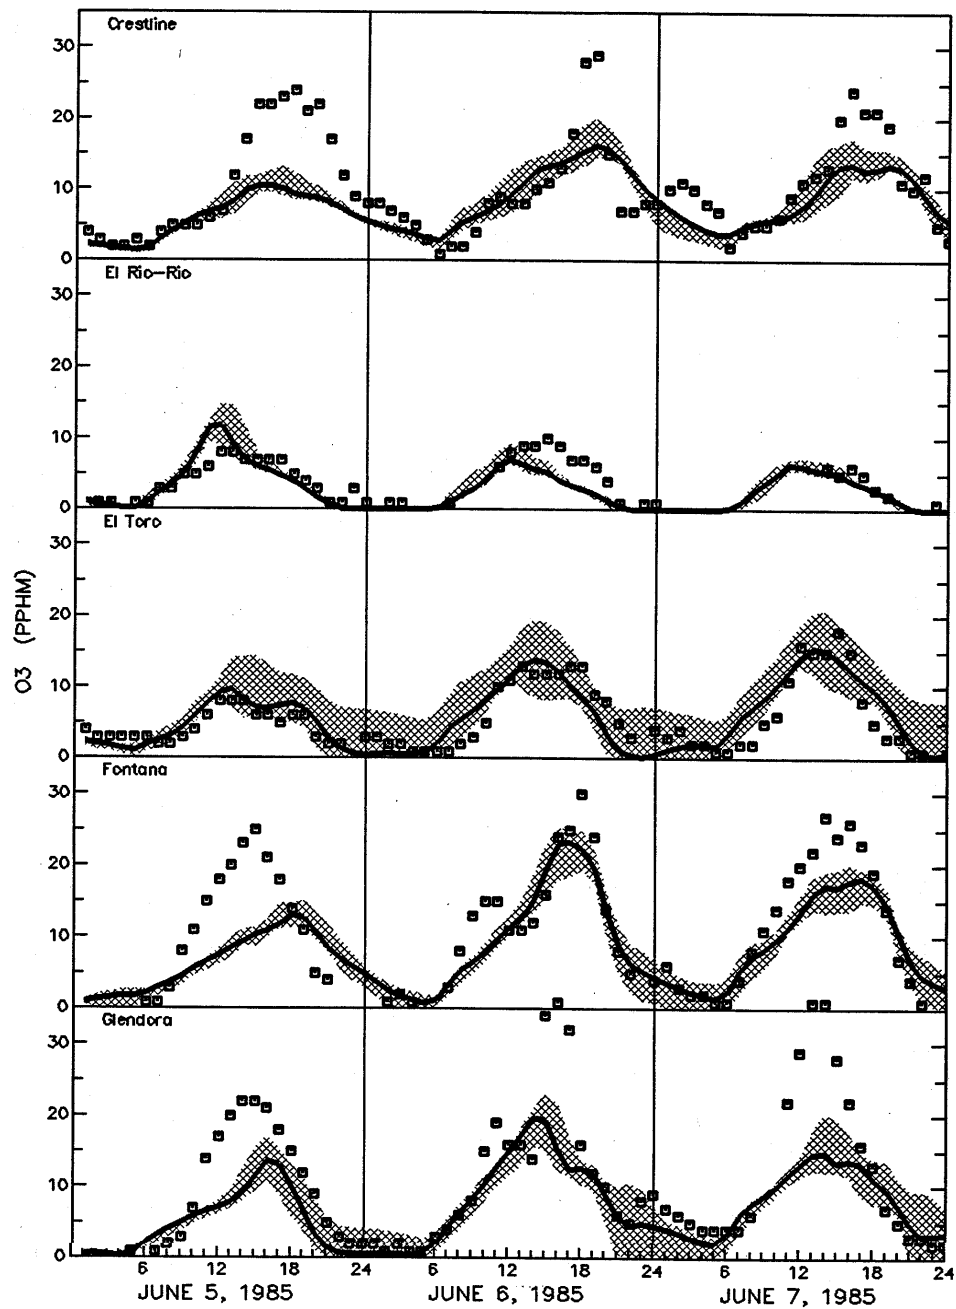 Crestline
30
20
10
0
El Rio-Rio
30
20
10
0
El Toro
30
20
10
0
O3 (PPHM)
Fontana
30
20
10
0
Glendora
30
20
10
0
6 12 18 24 6 12 18 24 6 12 18 24
JUNE 5, 1985 JUNE 6, 1985 JUNE 7, 1985